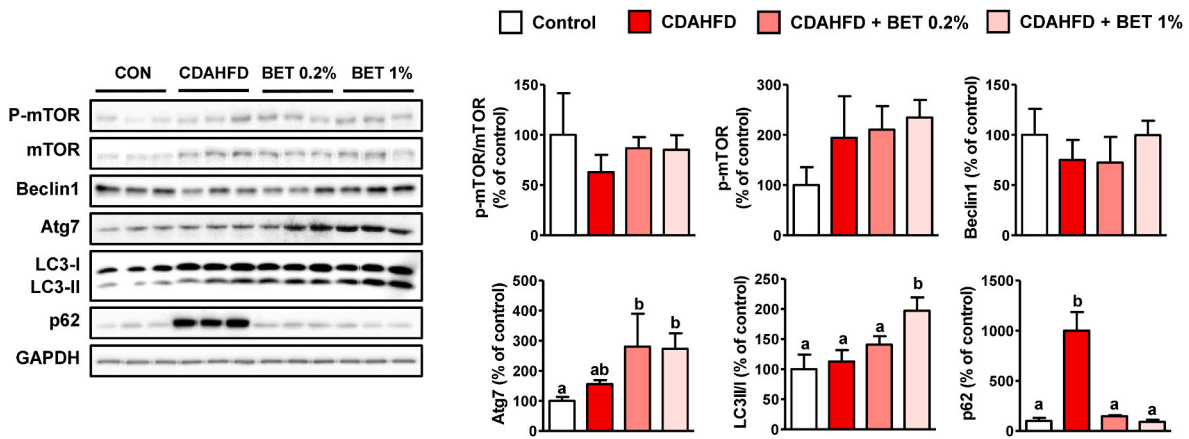 Control CDAHFD CDAHFD + BET 0.2% CDAHFD + BET 1%
CON CDAHFD BET 0.2% BET 1%
P-mTOR
mTOR
Beclin1
Atg7
LC3-I
LC3-II
p62
GAPDH
p-mTOR/mTOR
(% of control)
150
100
50
0
p-mTOR
(% of control)
300
200
100
0
Beclin1 (% of control)
150
100
50
0
Atg7 (% of control)
500
400
300
200
100
0
a ab b b
LC3II/I (% of control)
250
200
150
100
50
0
a a a b
p62 (% of control)
1500
1000
500
0
a b a a